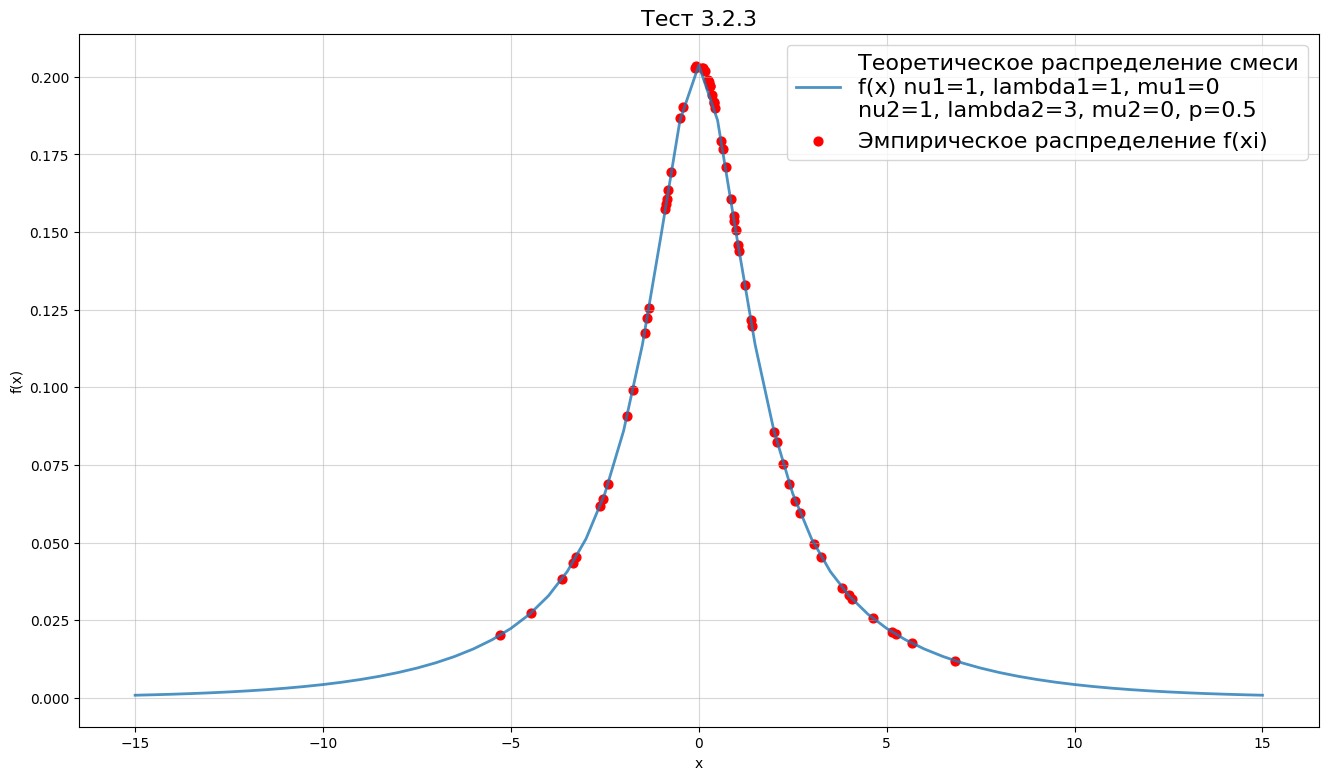 Тест 3.2.3
Теоретическое распределение смеси
f(x) nu1=1, lambda1=1, mu1=0
nu2=1, lambda2=3, mu2=0, p=0.5
Эмпирическое распределение f(xi)
f(x)
0.200
0.175
0.150
0.125
0.100
0.075
0.050
0.025
0.000
−15
−10
−5
0
5
10
15
x